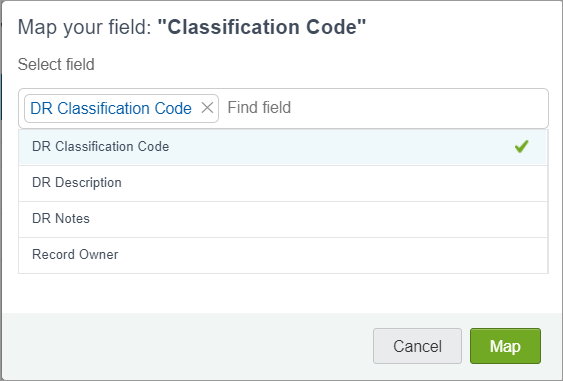 Map your field: "Classification Code"
Select field
DR Classification Code Find field
DR Classification Code
DR Description
DR Notes
Record Owner
Cancel Map